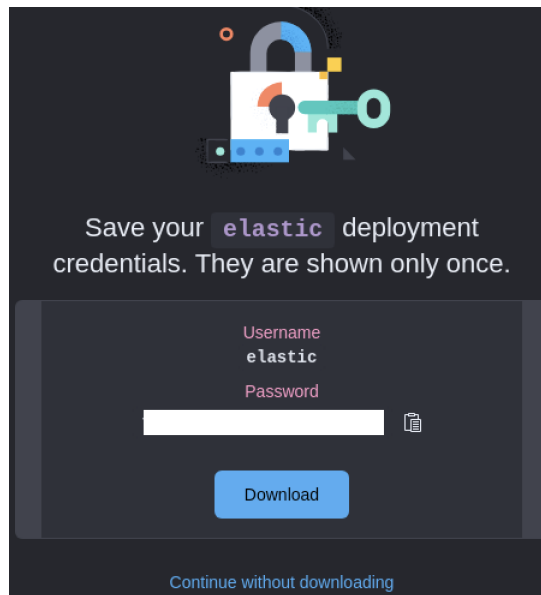 Save your elastic deployment
credentials. They are shown only once.
Username
elastic
Password
Download
Continue without downloading